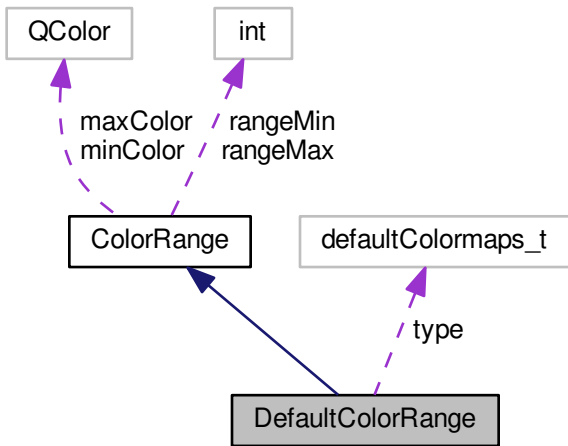 QColor
int
maxColor
minColor
rangeMin
rangeMax
ColorRange
defaultColormaps_t
type
DefaultColorRange